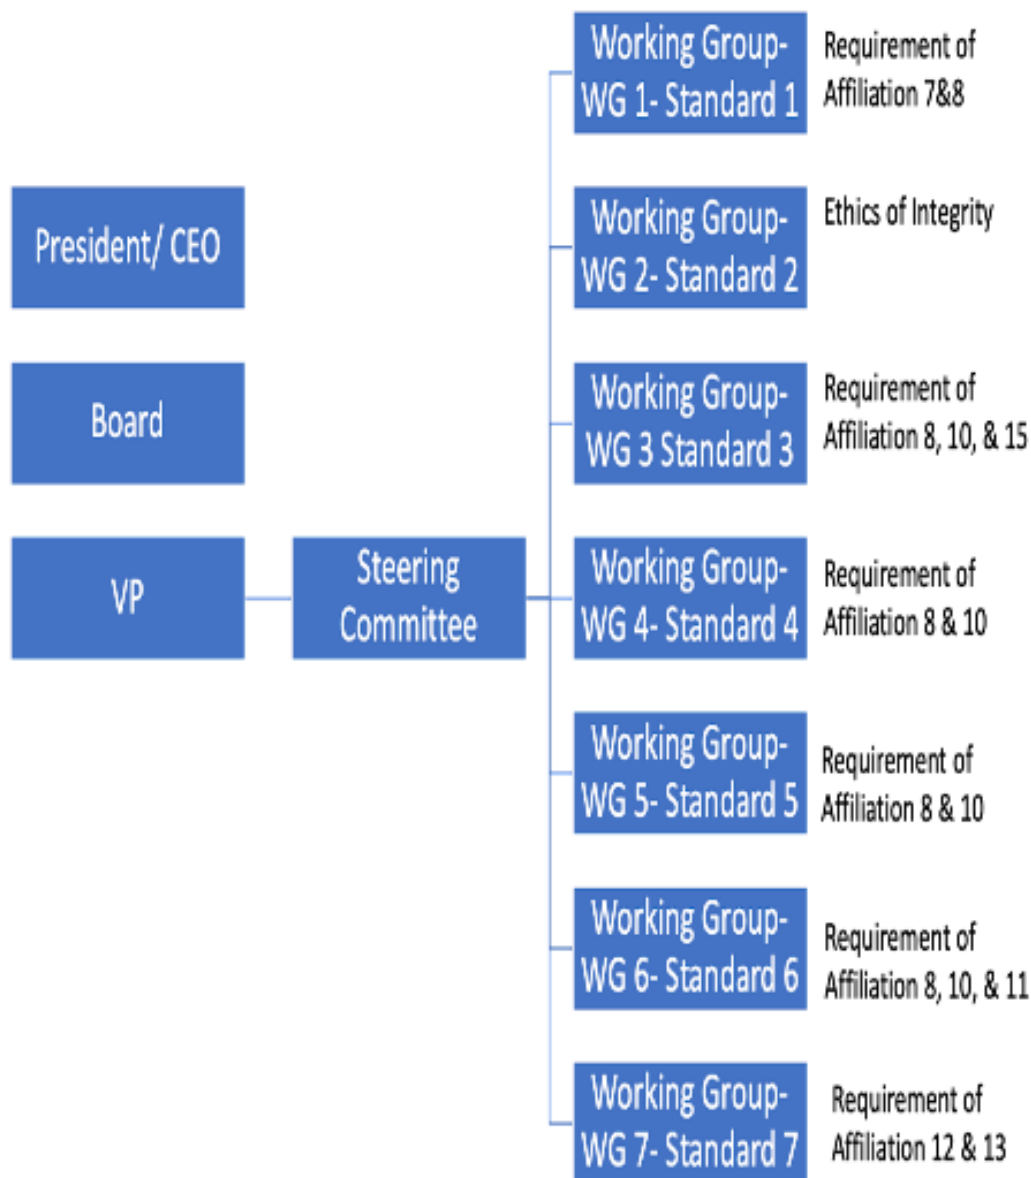 Working Group-
WG 1- Standard 1
Requirement of
Affiliation 7&8
President/ CEO
Working Group-
WG 2- Standard 2
Ethics of Integrity
Board
Working Group-
WG 3 Standard 3
Requirement of
Affiliation 8, 10, & 15
VP
Steering
Committee
Working Group-
WG 4- Standard 4
Requirement of
Affiliation 8 & 10
Working Group-
WG 5- Standard 5
Requirement of
Affiliation 8 & 10
Working Group-
WG 6- Standard 6
Requirement of
Affiliation 8, 10, & 11
Working Group-
WG 7- Standard 7
Requirement of
Affiliation 12 & 13